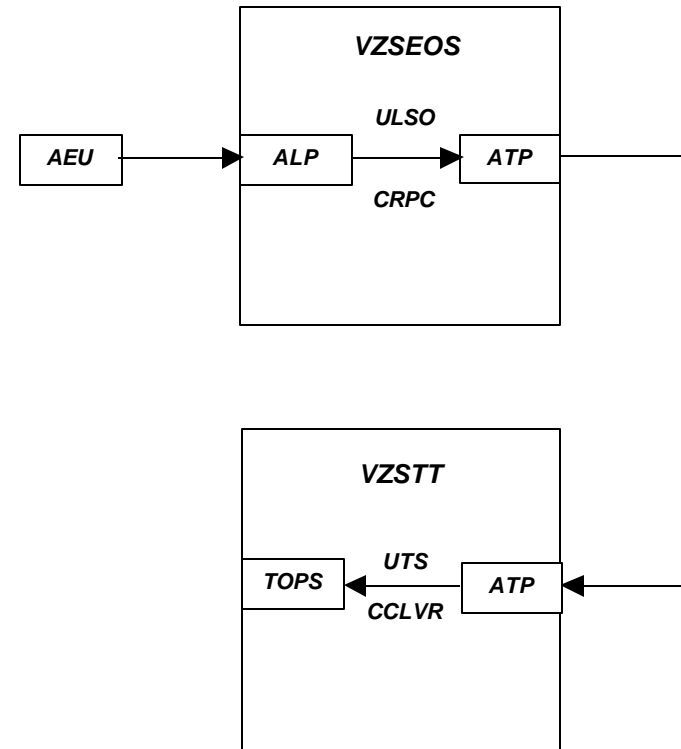 VZSEOS
ULSO
AEU
ALP
ATP
CRPC
VZSTT
UTS
TOPS
ATP
CCLVR